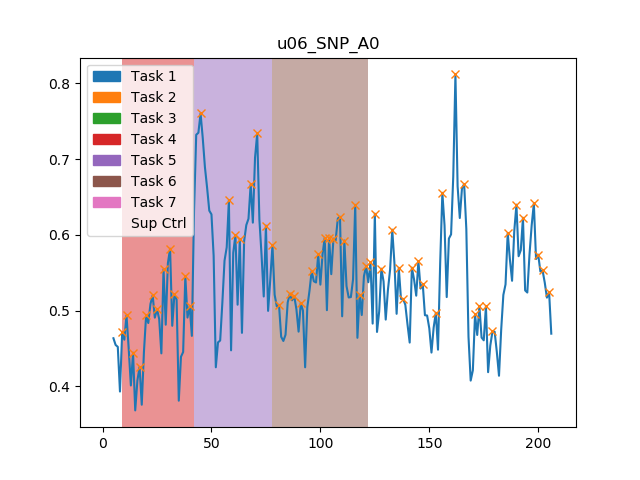 u06_SNP_A0
Task 1
Task 2
Task 3
Task 4
Task 5
Task 6
Task 7
Sup Ctrl
0.8
0.7
0.6
0.5
0.4
0 50 100 150 200